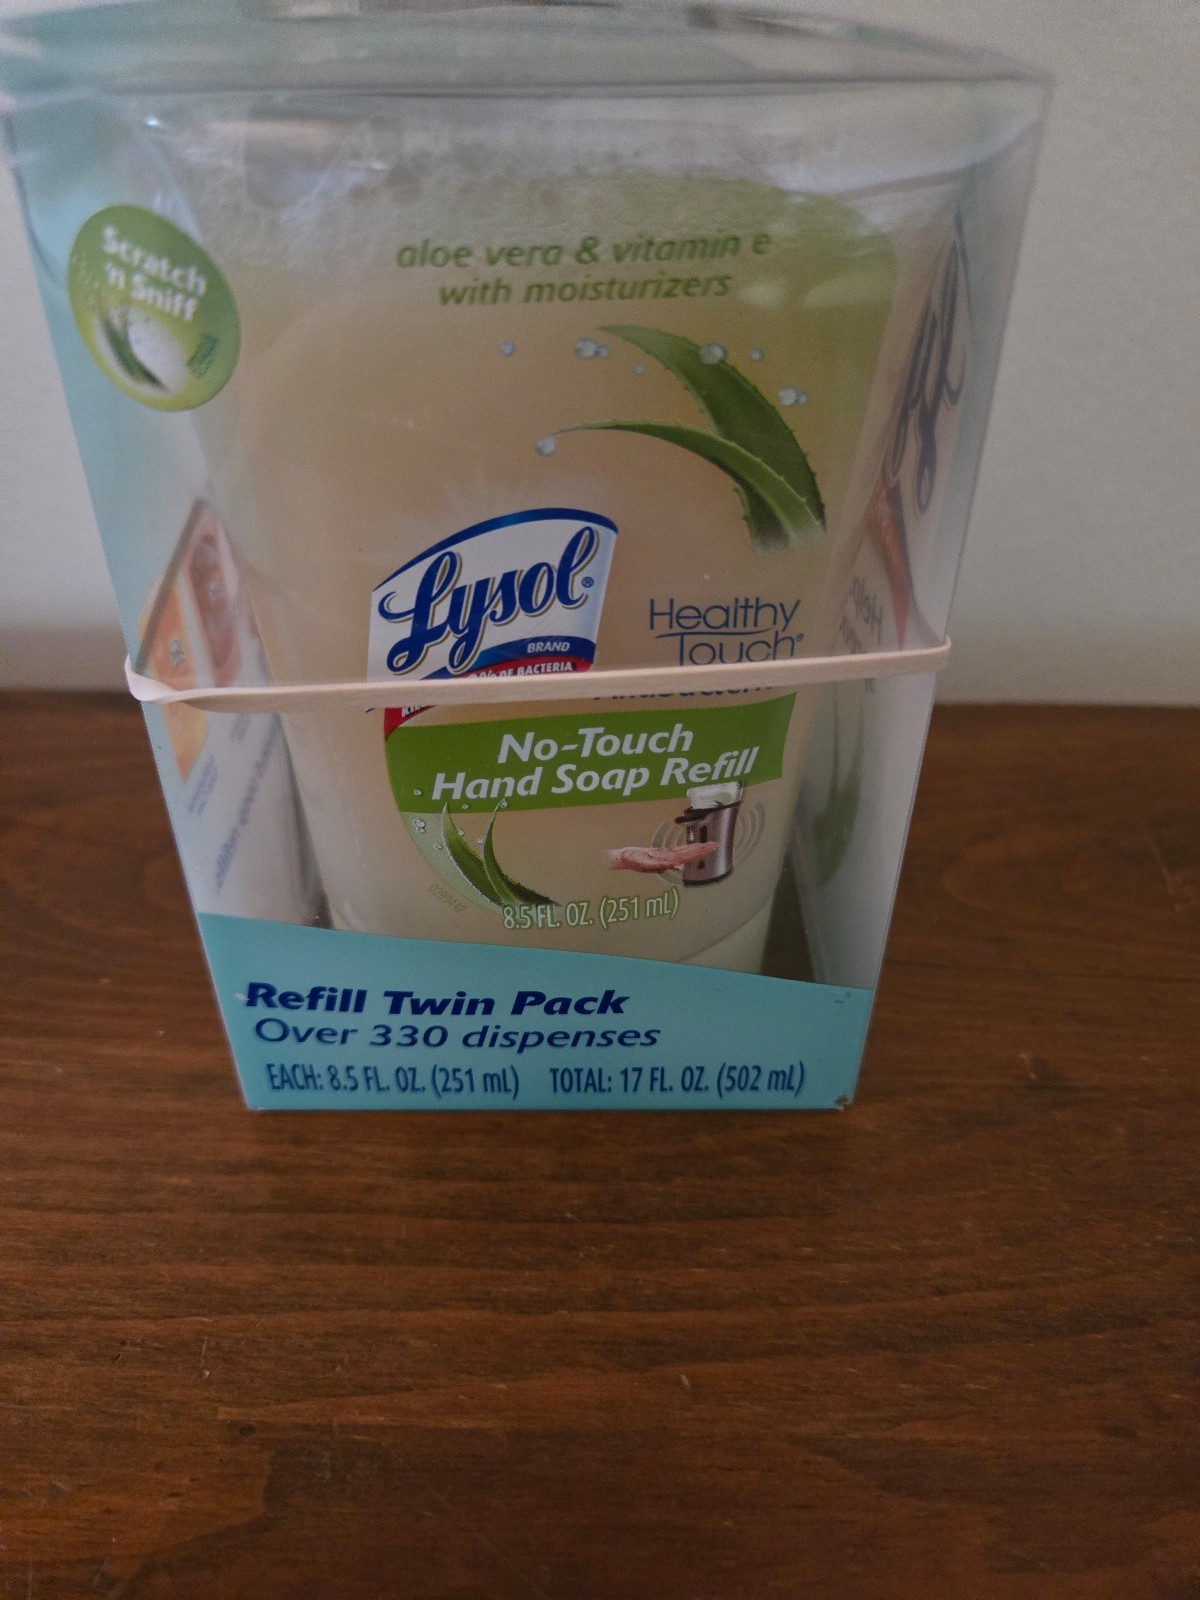 Scratch
'n Sniff
aloe vera & vitamin e
with moisturizers
Lysol®
BRAND
% OF BACTERIA
Healthy
Touch®
No-Touch
Hand Soap Refill
8.5 FL. OZ. (251 mL)
Refill Twin Pack
Over 330 dispenses
EACH: 8.5 FL. OZ. (251 mL) TOTAL: 17 FL. OZ. (502 mL)